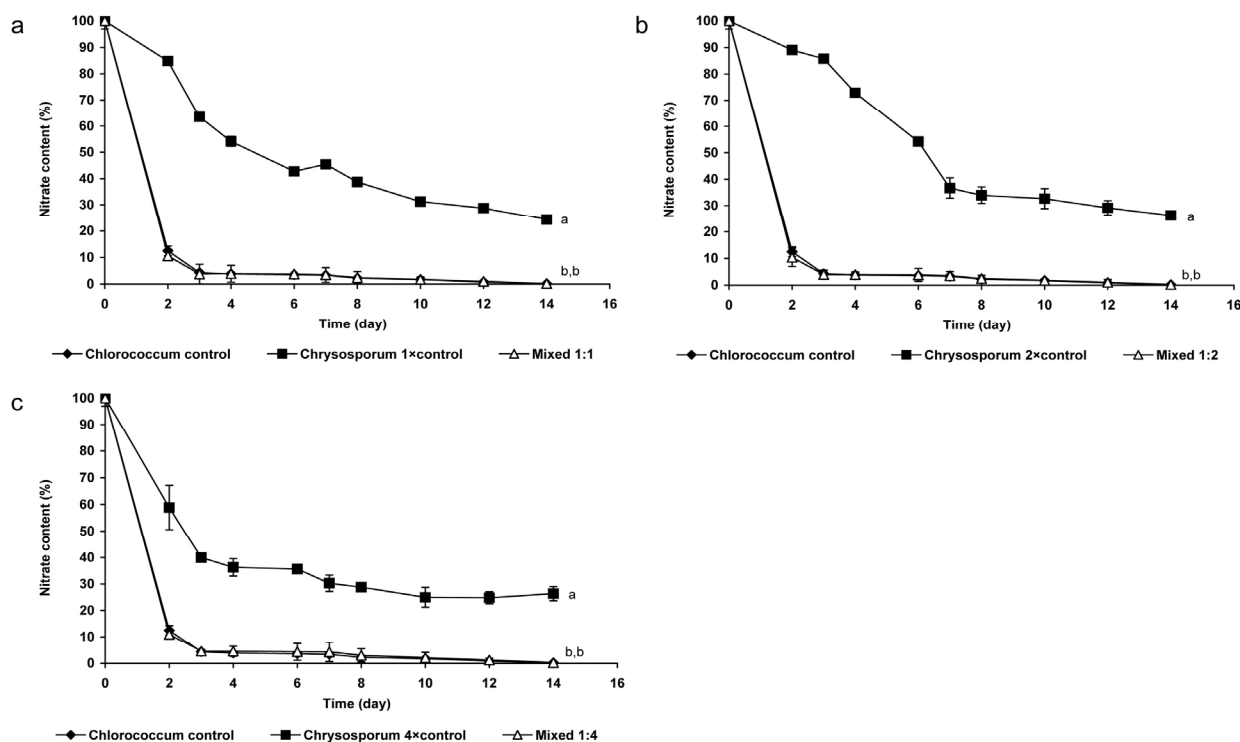 a
100
90
80
70
60
50
40
30
20
10
0
Nitrate content (%)
a
b,b
0 2 4 6 8 10 12 14 16
Time (day)
Chlorococcum control Chrysosporum 1×control Mixed 1:1
b
100
90
80
70
60
50
40
30
20
10
0
Nitrate content (%)
a
b,b
0 2 4 6 8 10 12 14 16
Time (day)
Chlorococcum control Chrysosporum 2×control Mixed 1:2
c
100
90
80
70
60
50
40
30
20
10
0
Nitrate content (%)
a
b,b
0 2 4 6 8 10 12 14 16
Time (day)
Chlorococcum control Chrysosporum 4×control Mixed 1:4